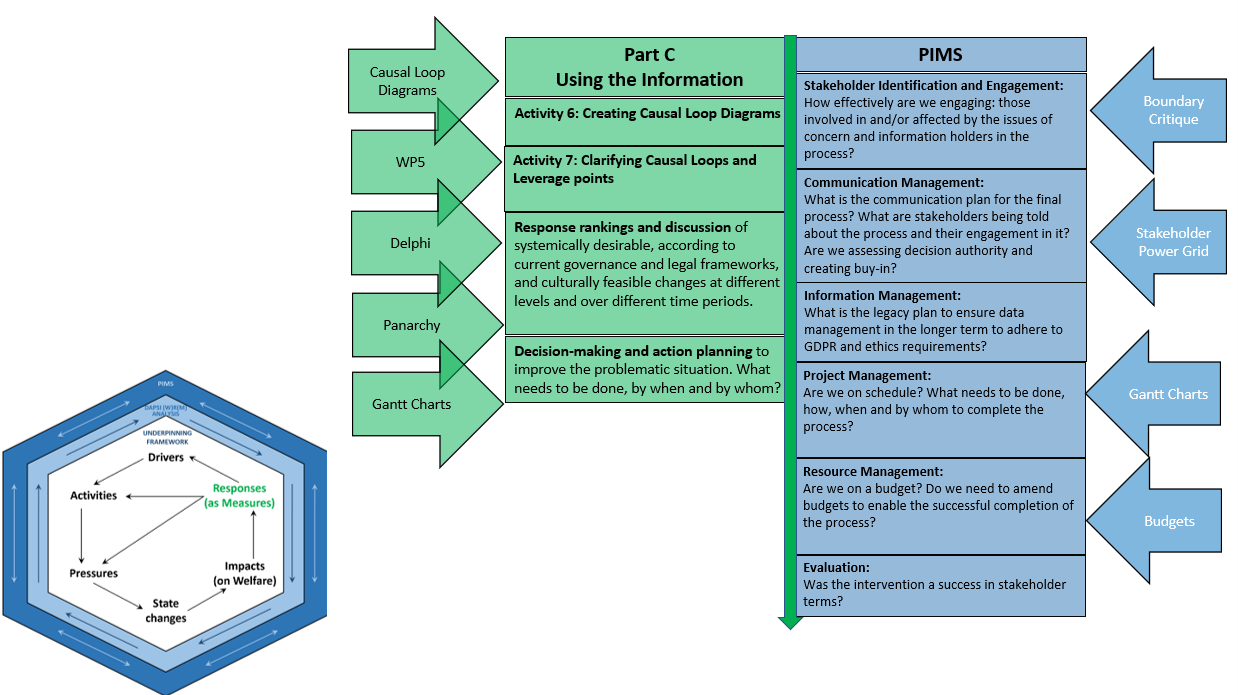 Causal Loop
Diagrams
WP5
Delphi
Panarchy
Gantt Charts
Part C
Using the Information
Activity 6: Creating Causal Loop Diagrams
Activity 7: Clarifying Causal Loops and
Leverage points
Response rankings and discussion of
systemically desirable, according to
current governance and legal frameworks,
and culturally feasible changes at different
levels and over different time periods.
Decision-making and action planning to
improve the problematic situation. What
needs to be done, by when and by whom?
PIMS
Stakeholder Identification and Engagement:
How effectively are we engaging: those
involved in and/or affected by the issues of
concern and information holders in the
process?
Communication Management:
What is the communication plan for the final
process? What are stakeholders being told
about the process and their engagement in it?
Are we assessing decision authority and
creating buy-in?
Information Management:
What is the legacy plan to ensure data
management in the longer term to adhere to
GDPR and ethics requirements?
Project Management:
Are we on schedule? What needs to be done,
how, when and by whom to complete the
process?
Resource Management:
Are we on a budget? Do we need to amend
budgets to enable the successful completion of
the process?
Evaluation:
Was the intervention a success in stakeholder
terms?
Boundary
Critique
Stakeholder
Power Grid
Gantt Charts
Budgets
PIMS
DAPSI (W)R(M)
ANALYSIS
UNDERPINNING
FRAMEWORK
Drivers
Activities
Responses
(as Measures)
Pressures
Impacts
(on Welfare)
State
changes